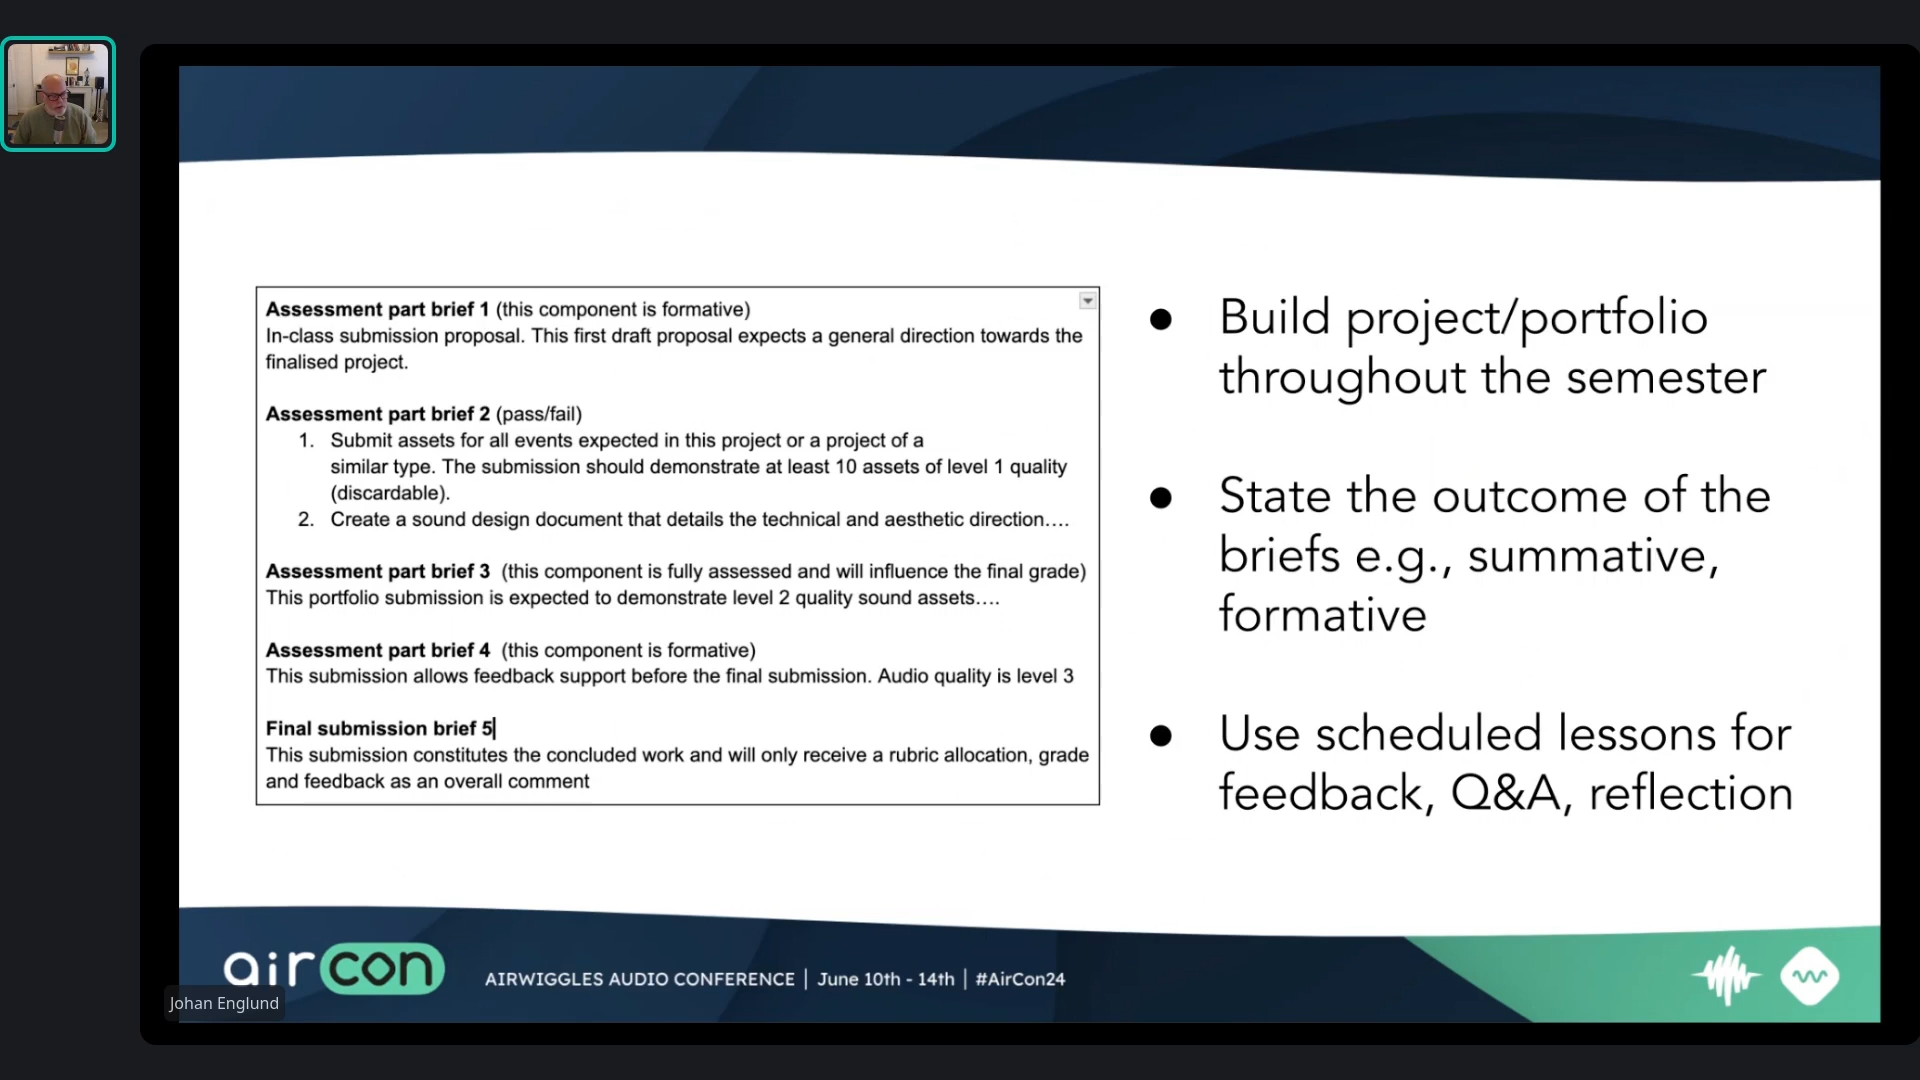 Assessment part brief 1 (this component is formative)
In-class submission proposal. This first draft proposal expects a general direction towards the
finalised project.
Assessment part brief 2 (pass/fail)
1. Submit assets for all events expected in this project or a project of a
similar type. The submission should demonstrate at least 10 assets of level 1 quality
(discardable).
2. Create a sound design document that details the technical and aesthetic direction....
Assessment part brief 3 (this component is fully assessed and will influence the final grade)
This portfolio submission is expected to demonstrate level 2 quality sound assets....
Assessment part brief 4 (this component is formative)
This submission allows feedback support before the final submission. Audio quality is level 3
Final submission brief 5
This submission constitutes the concluded work and will only receive a rubric allocation, grade
and feedback as an overall comment
● Build project/portfolio
throughout the semester
● State the outcome of the
briefs e.g., summative,
formative
● Use scheduled lessons for
feedback, Q&A, reflection
aircon
AIRWIGGLES AUDIO CONFERENCE | June 10th - 14th | #AirCon24
Johan Englund